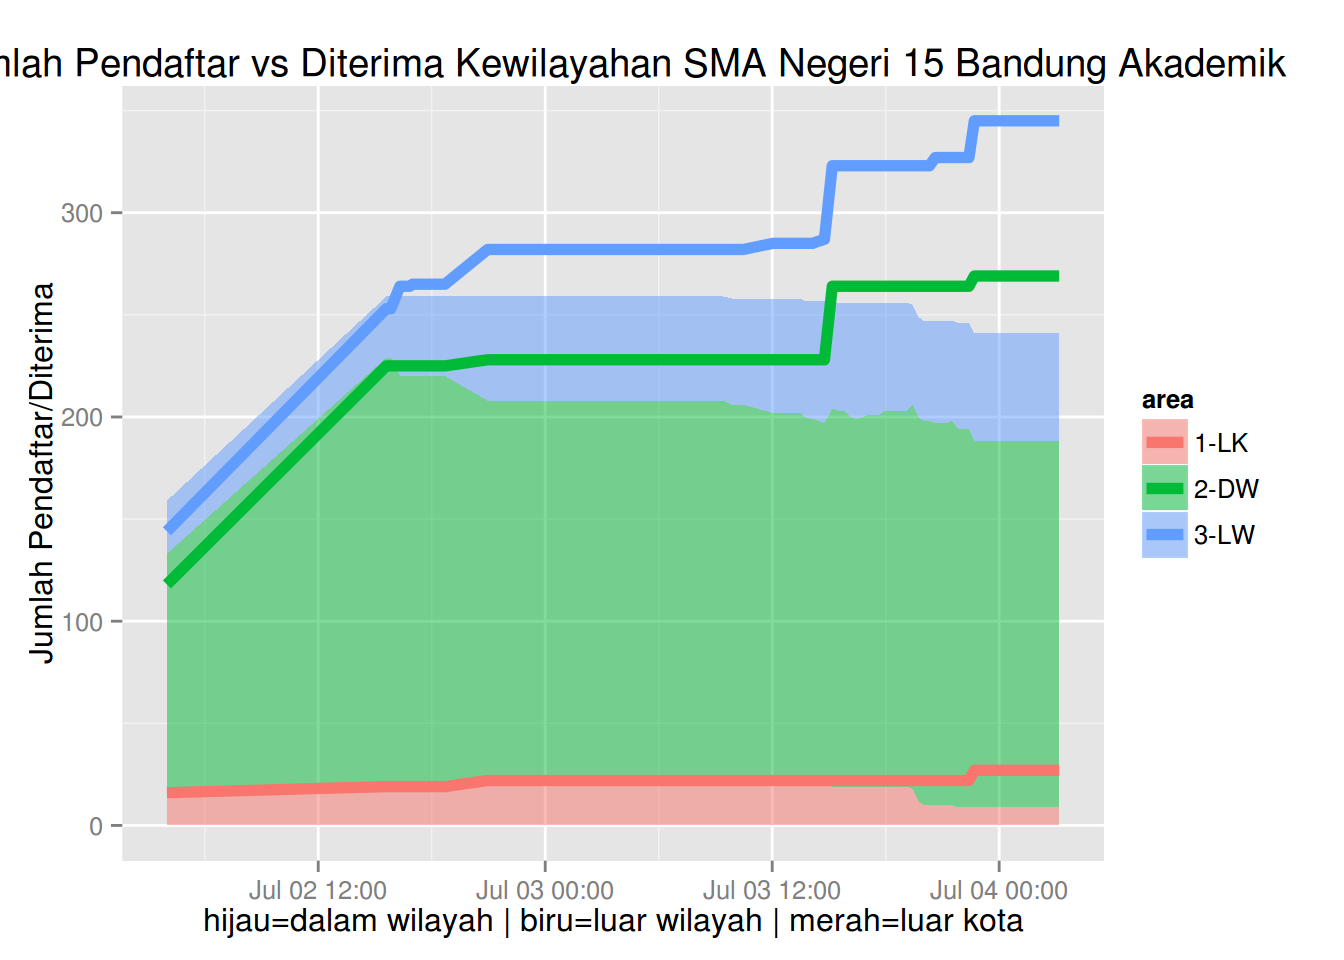 mlah Pendaftar vs Diterima Kewilayahan SMA Negeri 15 Bandung Akademik
Jumlah Pendaftar/Diterima
300
200
100
0
Jul 02 12:00
Jul 03 00:00
Jul 03 12:00
Jul 04 00:00
hijau=dalam wilayah | biru=luar wilayah | merah=luar kota
area
1-LK
2-DW
3-LW